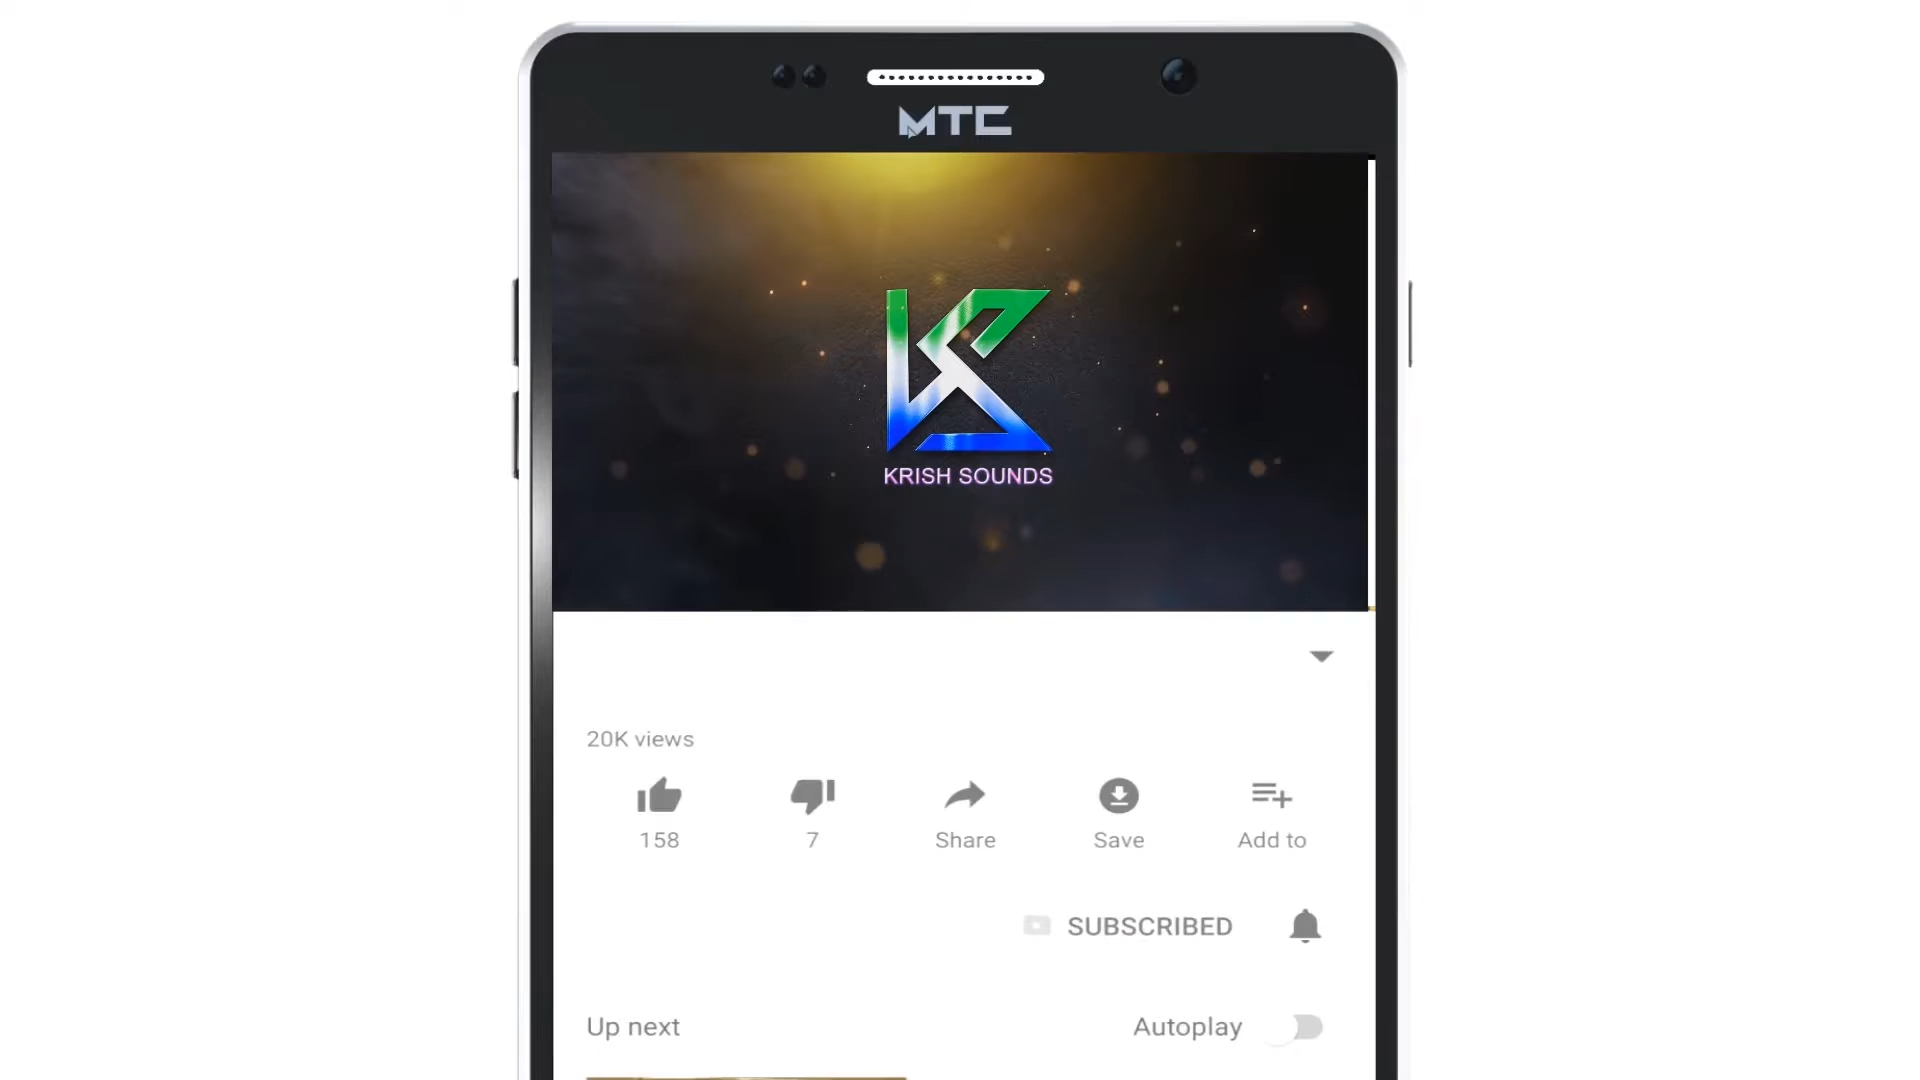 MTC
KRISH SOUNDS
20K views
158
7
Share
Save
Add to
SUBSCRIBED
Up next
Autoplay